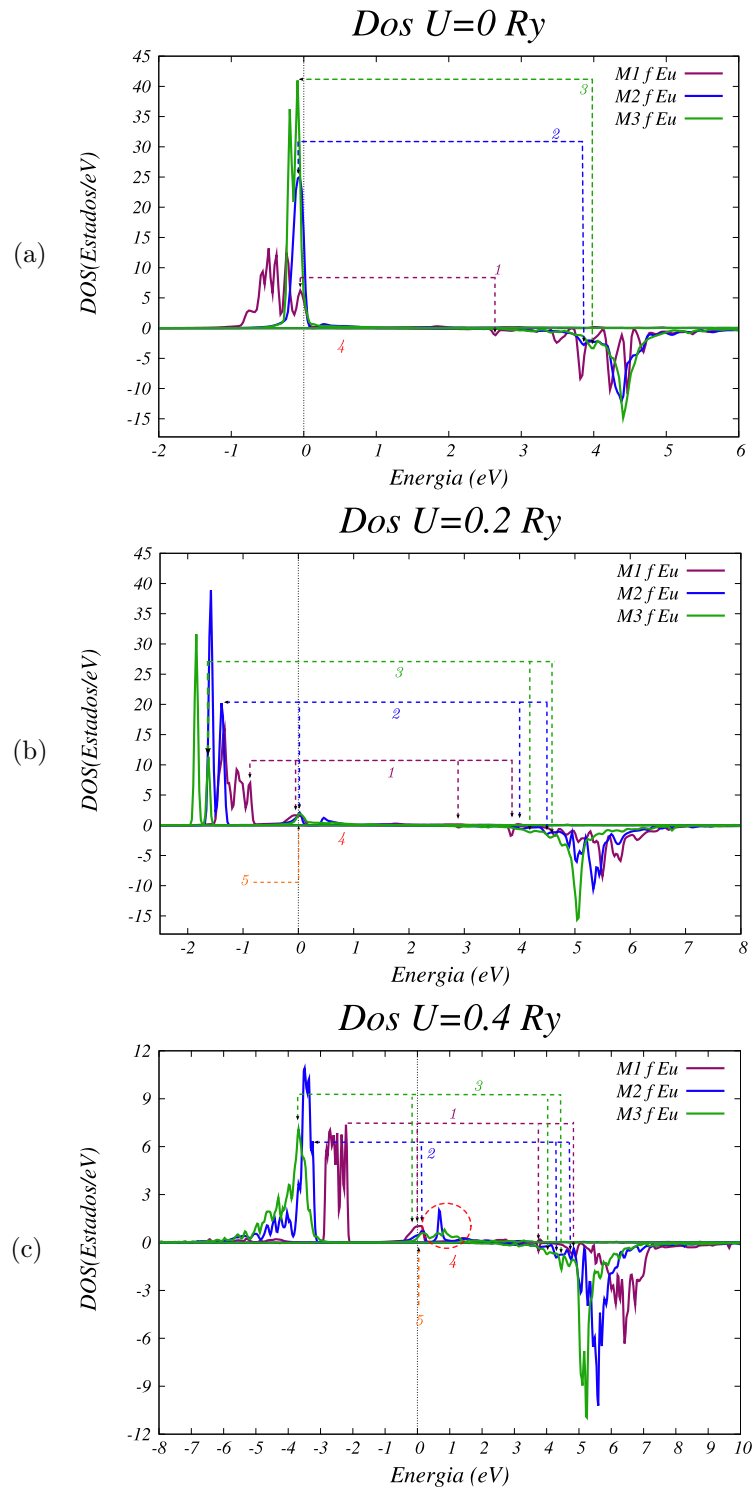 Dos U=0 Ry
(a)
DOS(Estados/eV)
45
40
35
30
25
20
15
10
5
0
-5
-10
-15
M1 f Eu
M2 f Eu
M3 f Eu
3
2
1
4
-2 -1 0 1 2 3 4 5 6
Energia (eV)
Dos U=0.2 Ry
(b)
DOS(Estados/eV)
45
40
35
30
25
20
15
10
5
0
-5
-10
-15
M1 f Eu
M2 f Eu
M3 f Eu
3
2
1
4
5
-2 -1 0 1 2 3 4 5 6 7 8
Energia (eV)
Dos U=0.4 Ry
(c)
DOS(Estados/eV)
12
9
6
3
0
-3
-6
-9
-12
M1 f Eu
M2 f Eu
M3 f Eu
3
1
2
4
5
-8 -7 -6 -5 -4 -3 -2 -1 0 1 2 3 4 5 6 7 8 9 10
Energia (eV)